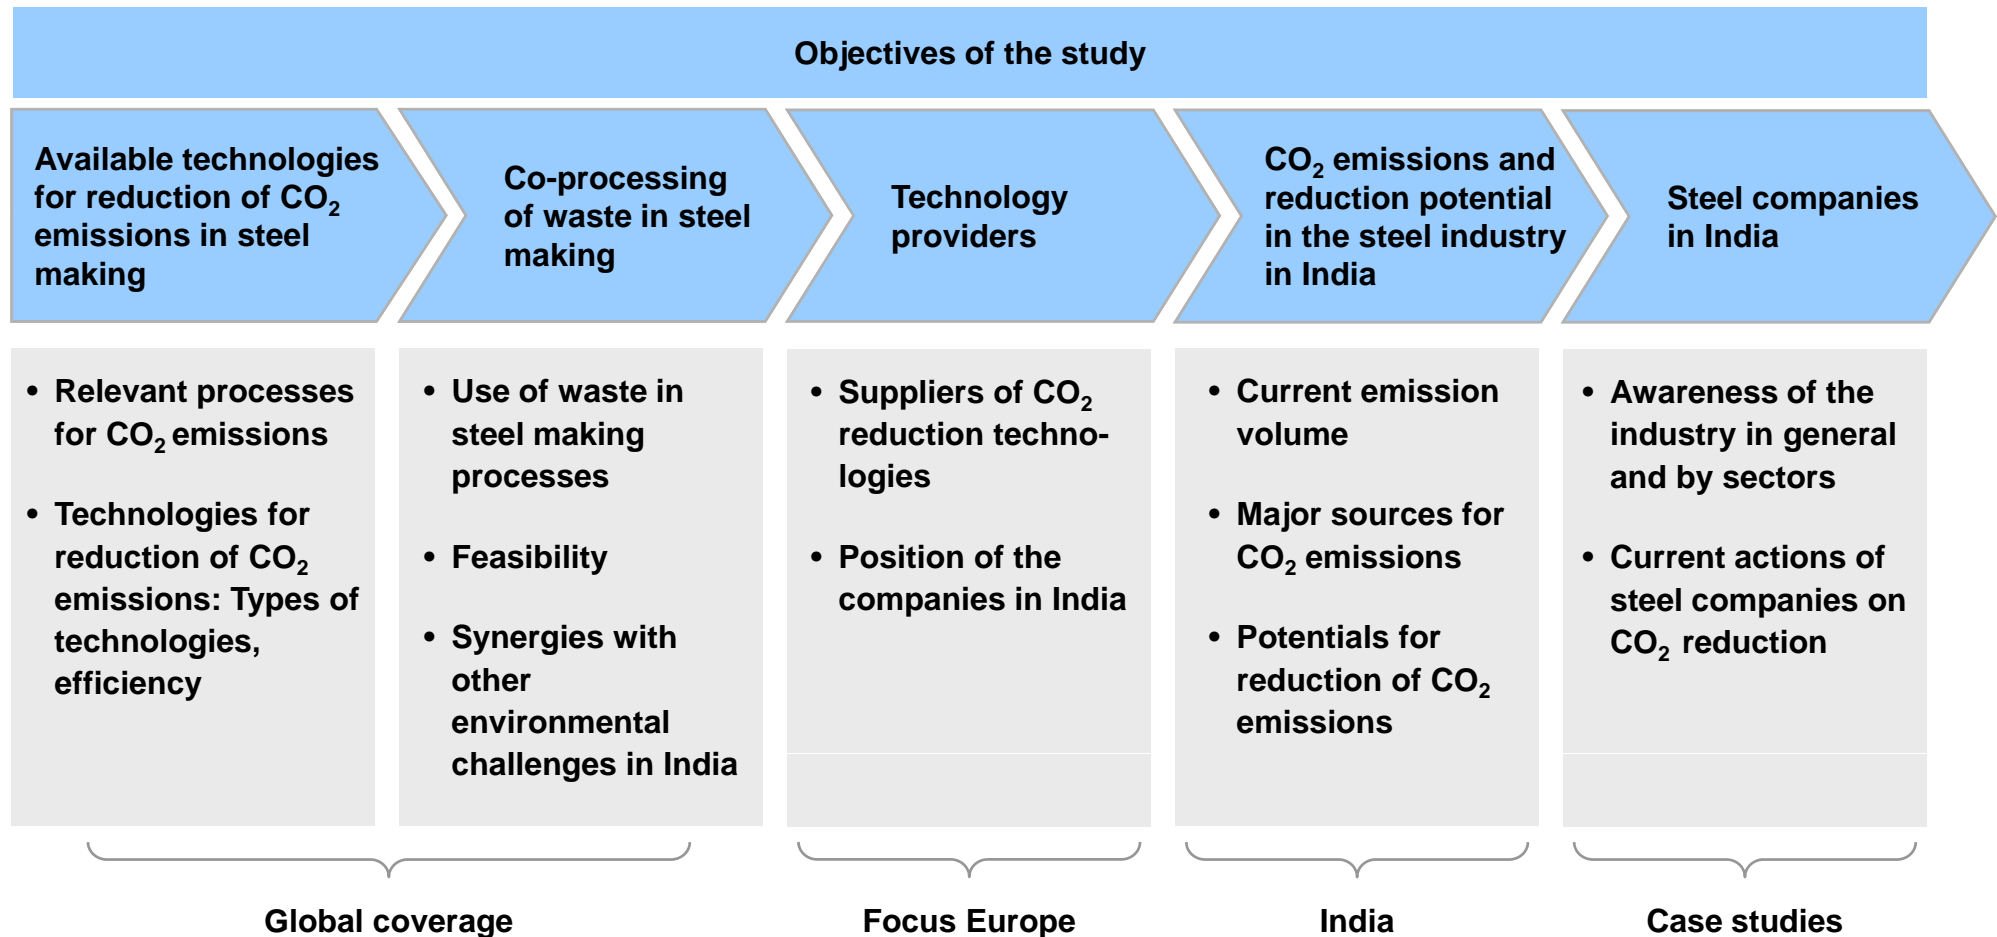 Objectives of the study
Available technologies
for reduction of CO₂
emissions in steel
making
Co-processing
of waste in steel
making
Technology
providers
CO₂ emissions and
reduction potential
in the steel industry
in India
Steel companies
in India
• Relevant processes
for CO₂ emissions
• Technologies for
reduction of CO₂
emissions: Types of
technologies,
efficiency
• Use of waste in
steel making
processes
• Feasibility
• Synergies with
other
environmental
challenges in India
• Suppliers of CO₂
reduction techno-
logies
• Position of the
companies in India
• Current emission
volume
• Major sources for
CO₂ emissions
• Potentials for
reduction of CO₂
emissions
• Awareness of the
industry in general
and by sectors
• Current actions of
steel companies on
CO₂ reduction
Global coverage
Focus Europe
India
Case studies